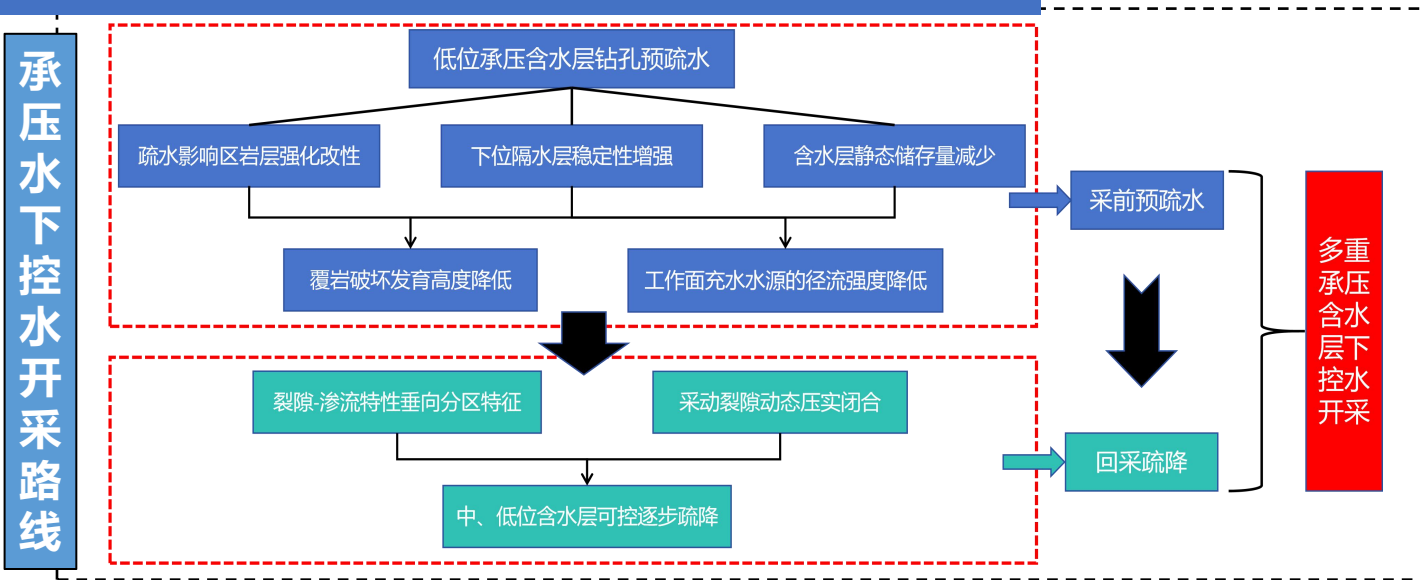 承压水下控水开采路线
低位承压含水层钻孔预疏水
疏水影响区岩层强化改性
下位隔水层稳定性增强
含水层静态储存量减少
覆岩破坏发育高度降低
工作面充水水源的径流强度降低
采前预疏水
裂隙-渗流特性垂向分区特征
采动裂隙动态压实闭合
中、低位含水层可控逐步疏降
回采疏降
多重
承压
含水
层下
控水
开采